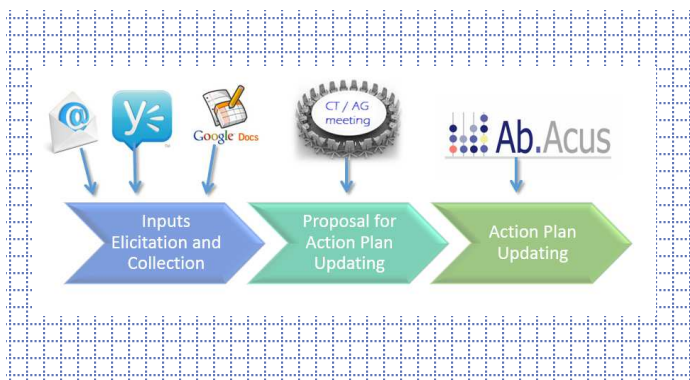 @
y
Google Docs
CT / AG
meeting
Ab.Acus
Inputs
Elicitation and
Collection
Proposal for
Action Plan
Updating
Action Plan
Updating